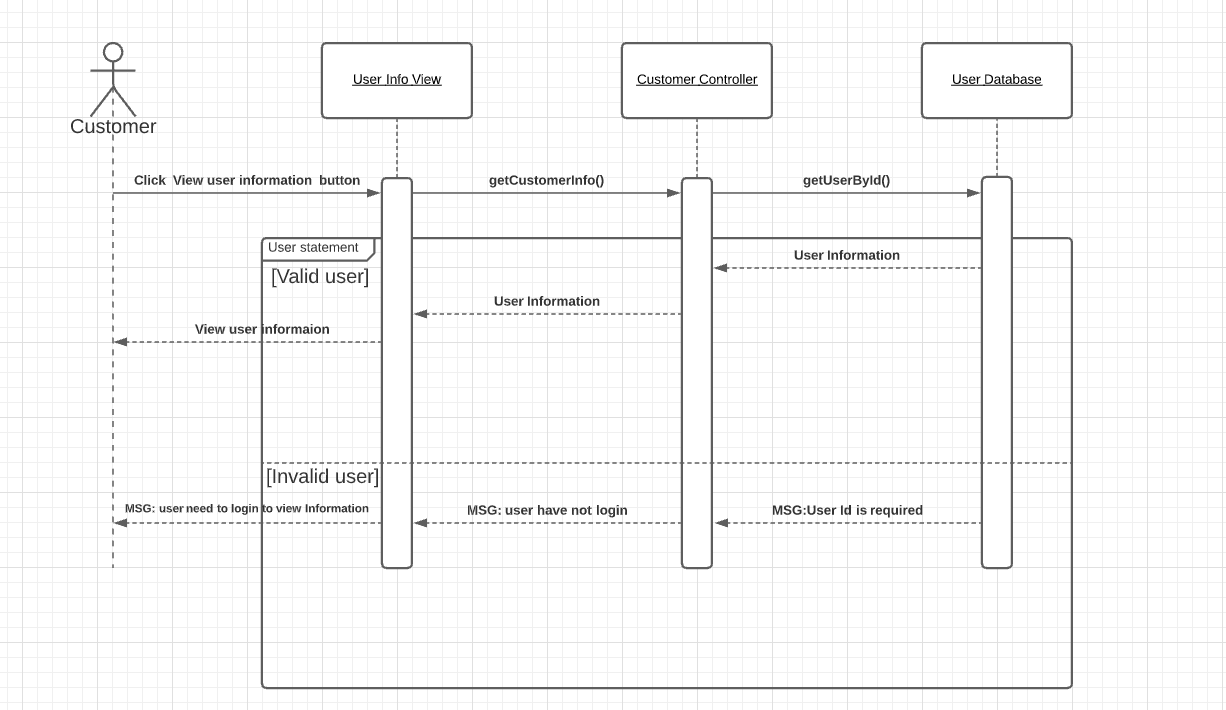 Customer
User Info View
Customer Controller
User Database
Click View user information button
getCustomerInfo()
getUserById()
User statement
[Valid user]
User Information
User Information
View user informaion
[Invalid user]
MSG: user need to login to view Information
MSG: user have not login
MSG:User Id is required